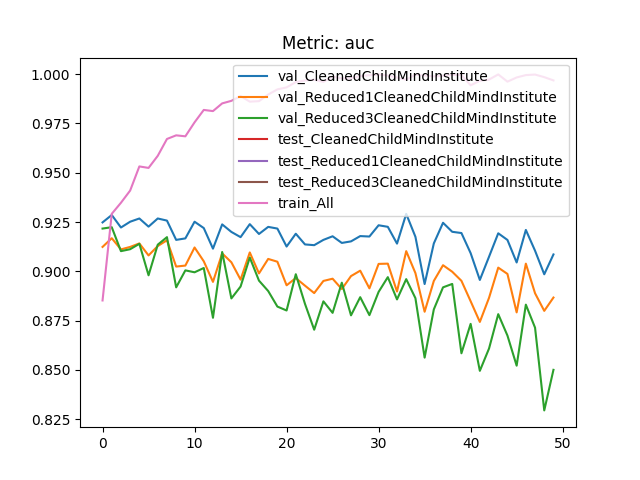 Metric: auc
1.000
0.975
0.950
0.925
0.900
0.875
0.850
0.825
0
10
20
30
40
50
val_CleanedChildMindInstitute
val_Reduced1CleanedChildMindInstitute
val_Reduced3CleanedChildMindInstitute
test_CleanedChildMindInstitute
test_Reduced1CleanedChildMindInstitute
test_Reduced3CleanedChildMindInstitute
train_All